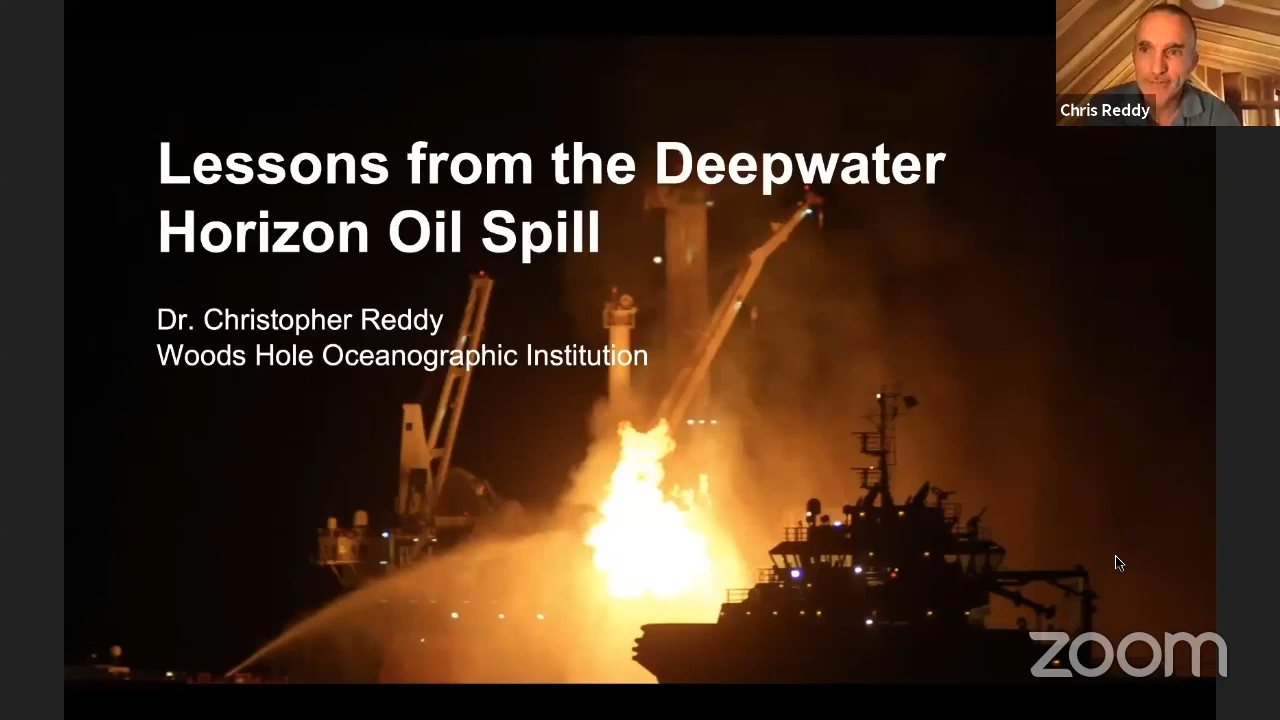 Chris Reddy
Lessons from the Deepwater
Horizon Oil Spill
Dr. Christopher Reddy
Woods Hole Oceanographic Institution
zoom